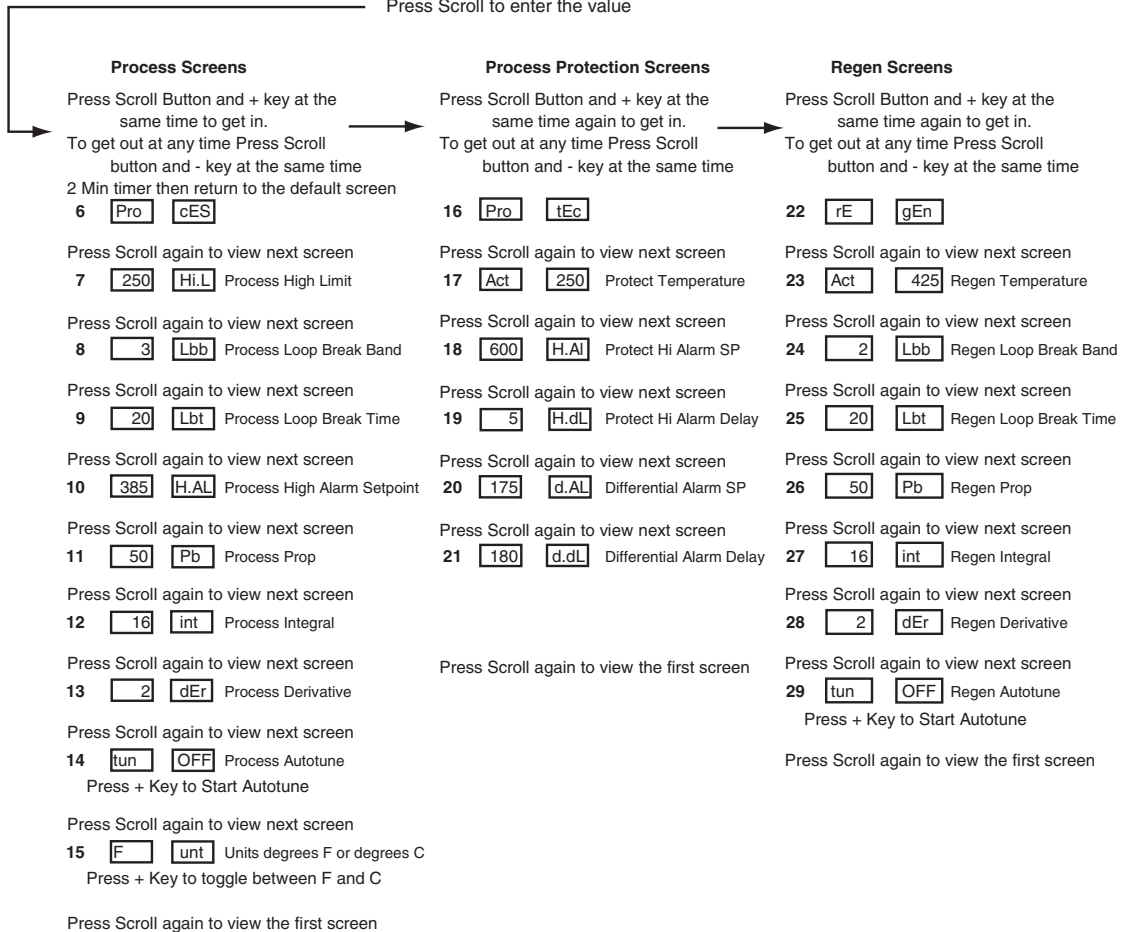 Press Scroll to enter the value
Process Screens
Press Scroll Button and + key at the
same time to get in.
To get out at any time Press Scroll
button and - key at the same time
2 Min timer then return to the default screen
6 Pro cES
Press Scroll again to view next screen
7 250 Hi.L Process High Limit
Press Scroll again to view next screen
8 3 Lbb Process Loop Break Band
Press Scroll again to view next screen
9 20 Lbt Process Loop Break Time
Press Scroll again to view next screen
10 385 H.AL Process High Alarm Setpoint
Press Scroll again to view next screen
11 50 Pb Process Prop
Press Scroll again to view next screen
12 16 int Process Integral
Press Scroll again to view next screen
13 2 dEr Process Derivative
Press Scroll again to view next screen
14 tun OFF Process Autotune
Press + Key to Start Autotune
Press Scroll again to view next screen
15 F unt Units degrees F or degrees C
Press + Key to toggle between F and C
Press Scroll again to view the first screen
Process Protection Screens
Press Scroll Button and + key at the
same time again to get in.
To get out at any time Press Scroll
button and - key at the same time
16 Pro tEc
Press Scroll again to view next screen
17 Act 250 Protect Temperature
Press Scroll again to view next screen
18 600 H.Al Protect Hi Alarm SP
Press Scroll again to view next screen
19 5 H.dL Protect Hi Alarm Delay
Press Scroll again to view next screen
20 175 d.AL Differential Alarm SP
Press Scroll again to view next screen
21 180 d.dL Differential Alarm Delay
Press Scroll again to view the first screen
Regen Screens
Press Scroll Button and + key at the
same time again to get in.
To get out at any time Press Scroll
button and - key at the same time
22 rE gEn
Press Scroll again to view next screen
23 Act 425 Regen Temperature
Press Scroll again to view next screen
24 2 Lbb Regen Loop Break Band
Press Scroll again to view next screen
25 20 Lbt Regen Loop Break Time
Press Scroll again to view next screen
26 50 Pb Regen Prop
Press Scroll again to view next screen
27 16 int Regen Integral
Press Scroll again to view next screen
28 2 dEr Regen Derivative
Press Scroll again to view next screen
29 tun OFF Regen Autotune
Press + Key to Start Autotune
Press Scroll again to view the first screen